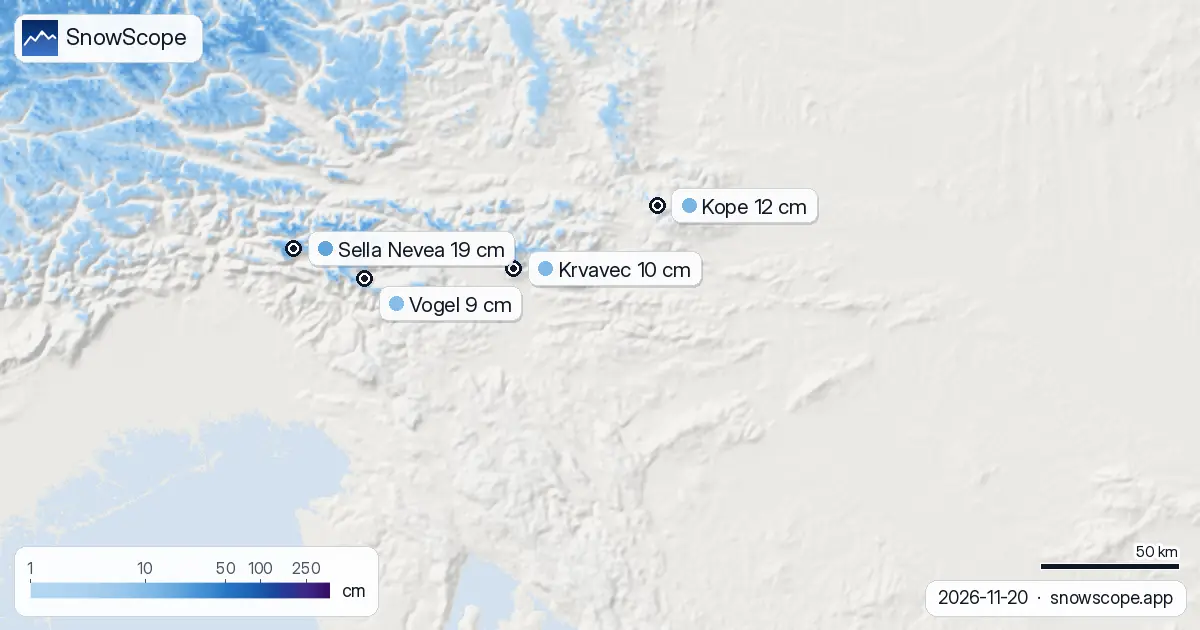 SnowScope
Kope 12 cm
Sella Nevea 19 cm
Krvavec 10 cm
Vogel 9 cm
1 10 50 100 250
cm
50 km
2026-11-20 · snowscope.app